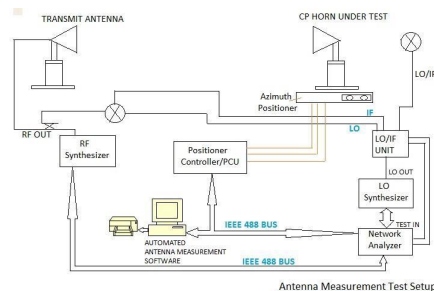 TRANSMIT ANTENNA
CP HORN UNDER TEST
LO/IF
Azimuth
Positioner
IF
LO
RF OUT
RF
Synthesizer
Positioner
Controller/PCU
LO/IF
UNIT
LO OUT
LO
Synthesizer
TEST IN
IEEE 488 BUS
Network
Analyzer
AUTOMATED
ANTENNA MEASUREMENT
SOFTWARE
IEEE 488 BUS
Antenna Measurement Test Setup